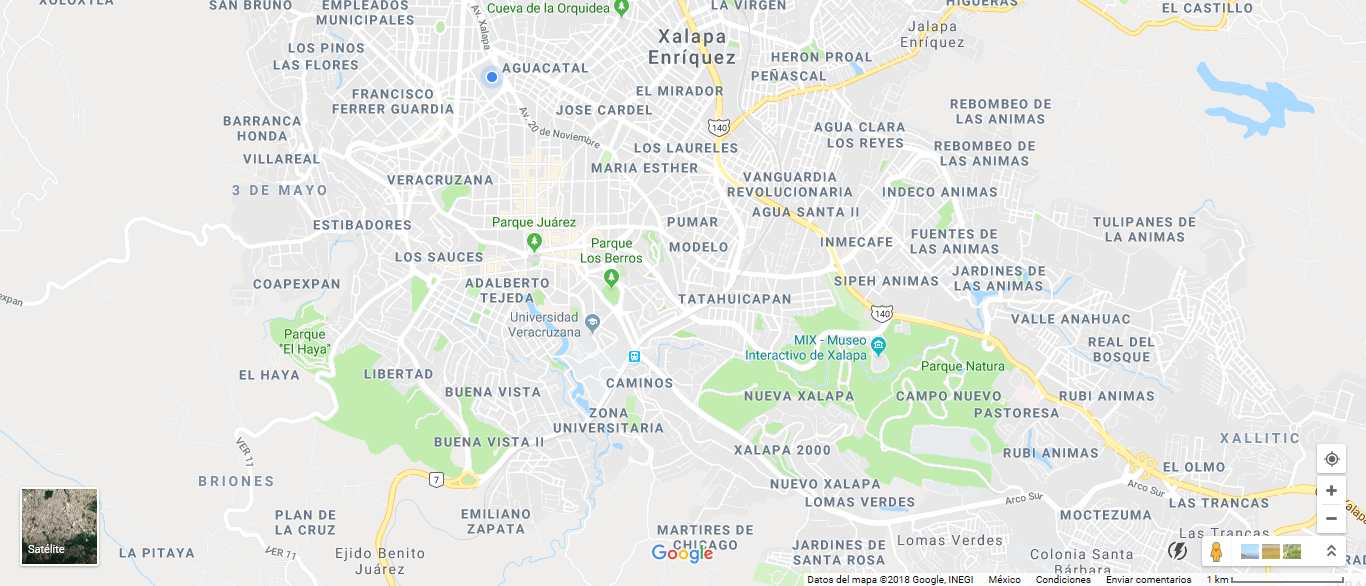 XOLOXTLA
SAN BRUNO
EMPLEADOS
MUNICIPALES
Av. Xalapa
Cueva de la Orquidea
LA VIRGEN
HIGUERAS
EL CASTILLO
Xalapa
Enríquez
Jalapa
Enríquez
LOS PINOS
LAS FLORES
AGUACATAL
HERON PROAL
PEÑASCAL
FRANCISCO
FERRER GUARDIA
EL MIRADOR
JOSE CARDEL
REBOMBEO DE
LAS ANIMAS
BARRANCA
HONDA
Av. 20 de Noviembre
140
AGUA CLARA
LOS REYES
VILLAREAL
LOS LAURELES
REBOMBEO DE
LAS ANIMAS
MARIA ESTHER
3 DE MAYO
VERACRUZANA
VANGUARDIA
REVOLUCIONARIA
INDECO ANIMAS
AGUA SANTA II
ESTIBADORES
Parque Juárez
PUMAR
TULIPANES DE
LA ANIMAS
Parque
Los Berros
MODELO
INMECAFE
FUENTES DE
LAS ANIMAS
LOS SAUCES
COAPEXPAN
ADALBERTO
TEJEDA
SIPEH ANIMAS
JARDINES DE
LAS ANIMAS
expan
TATAHUICAPAN
Universidad
Veracruzana
140
VALLE ANAHUAC
Parque
"El Haya"
MIX - Museo
Interactivo de Xalapa
REAL DEL
BOSQUE
EL HAYA
LIBERTAD
CAMINOS
Parque Natura
BUENA VISTA
NUEVA XALAPA
CAMPO NUEVO
RUBI ANIMAS
ZONA
UNIVERSITARIA
PASTORESA
VER 11
BUENA VISTA II
XALAPA 2000
RUBI ANIMAS
XALLITIC
EL OLMO
BRIONES
7
NUEVO XALAPA
LOMAS VERDES
Arco Sur
Arco Sur
LAS TRANCAS
Xalapa
PLAN DE
LA CRUZ
EMILIANO
ZAPATA
MOCTEZUMA
Satélite
LA PITAYA
VER 11
Ejido Benito
Juárez
MARTIRES DE
CHICAGO
Google
JARDINES DE
SANTA ROSA
Lomas Verdes
Las Trancas
Colonia Santa
Bárbara
Datos del mapa ©2018 Google, INEGI México Condiciones Enviar comentarios 1 km